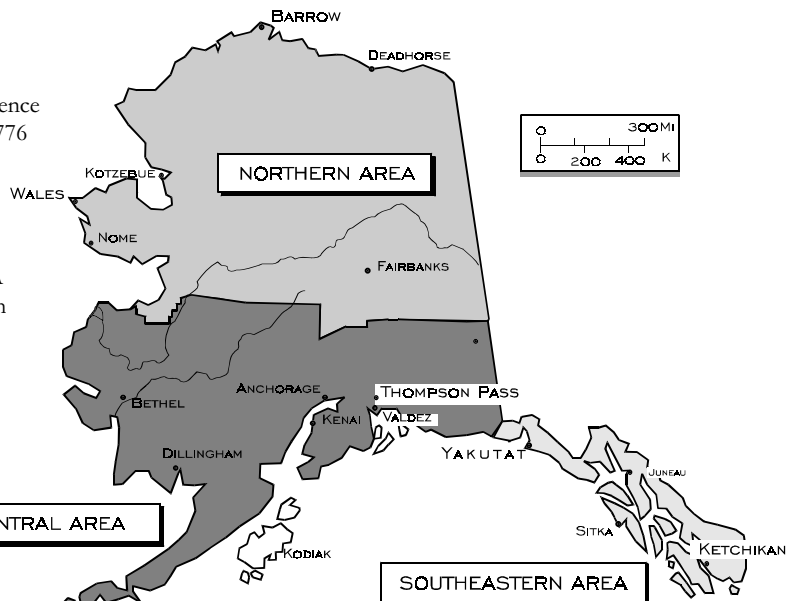 BARROW
DEADHORSE
ence
776
300 MI
0
0 200 400 K
KOTZEBUE
NORTHERN AREA
WALES
NOME
FAIRBANKS
n
ANCHORAGE
THOMPSON PASS
BETHEL
KENAI
VALDEZ
DILLINGHAM
YAKUTAT
JUNEAU
NTRAL AREA
SITKA
KODIAK
KETCHIKAN
SOUTHEASTERN AREA